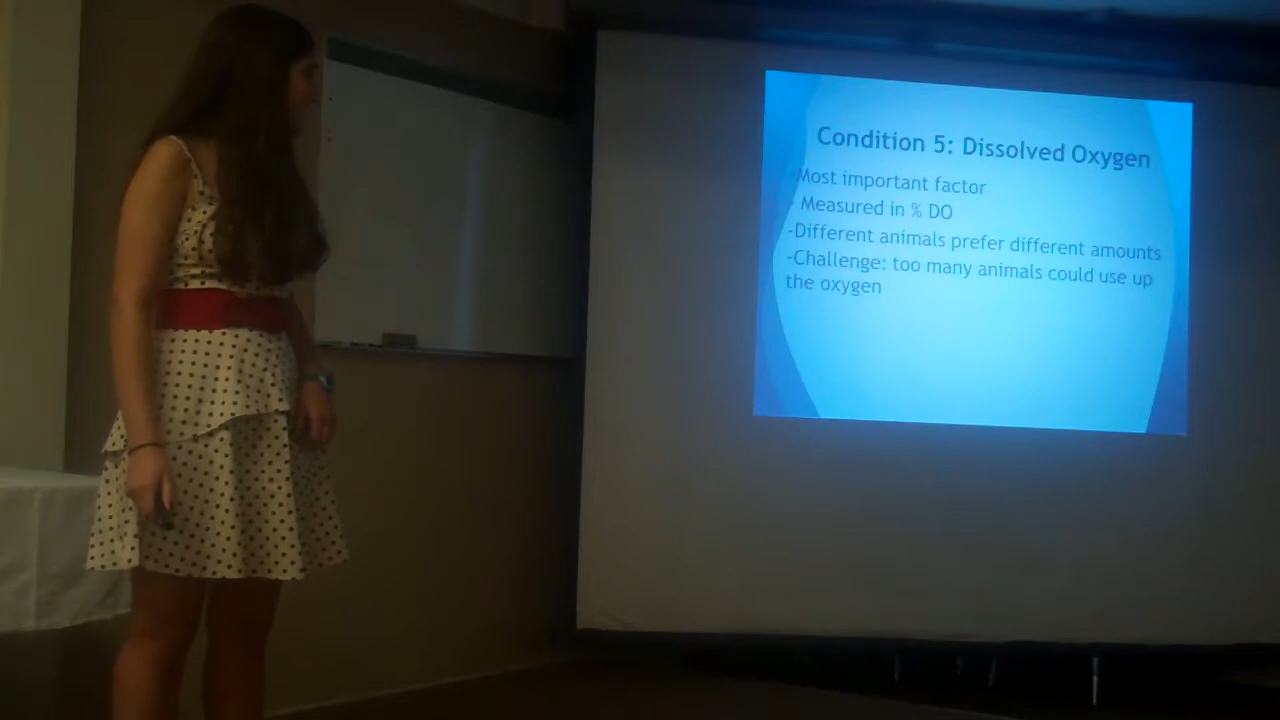 Condition 5: Dissolved Oxygen
-Most important factor
- Measured in % DO
-Different animals prefer different amounts
-Challenge: too many animals could use up
the oxygen